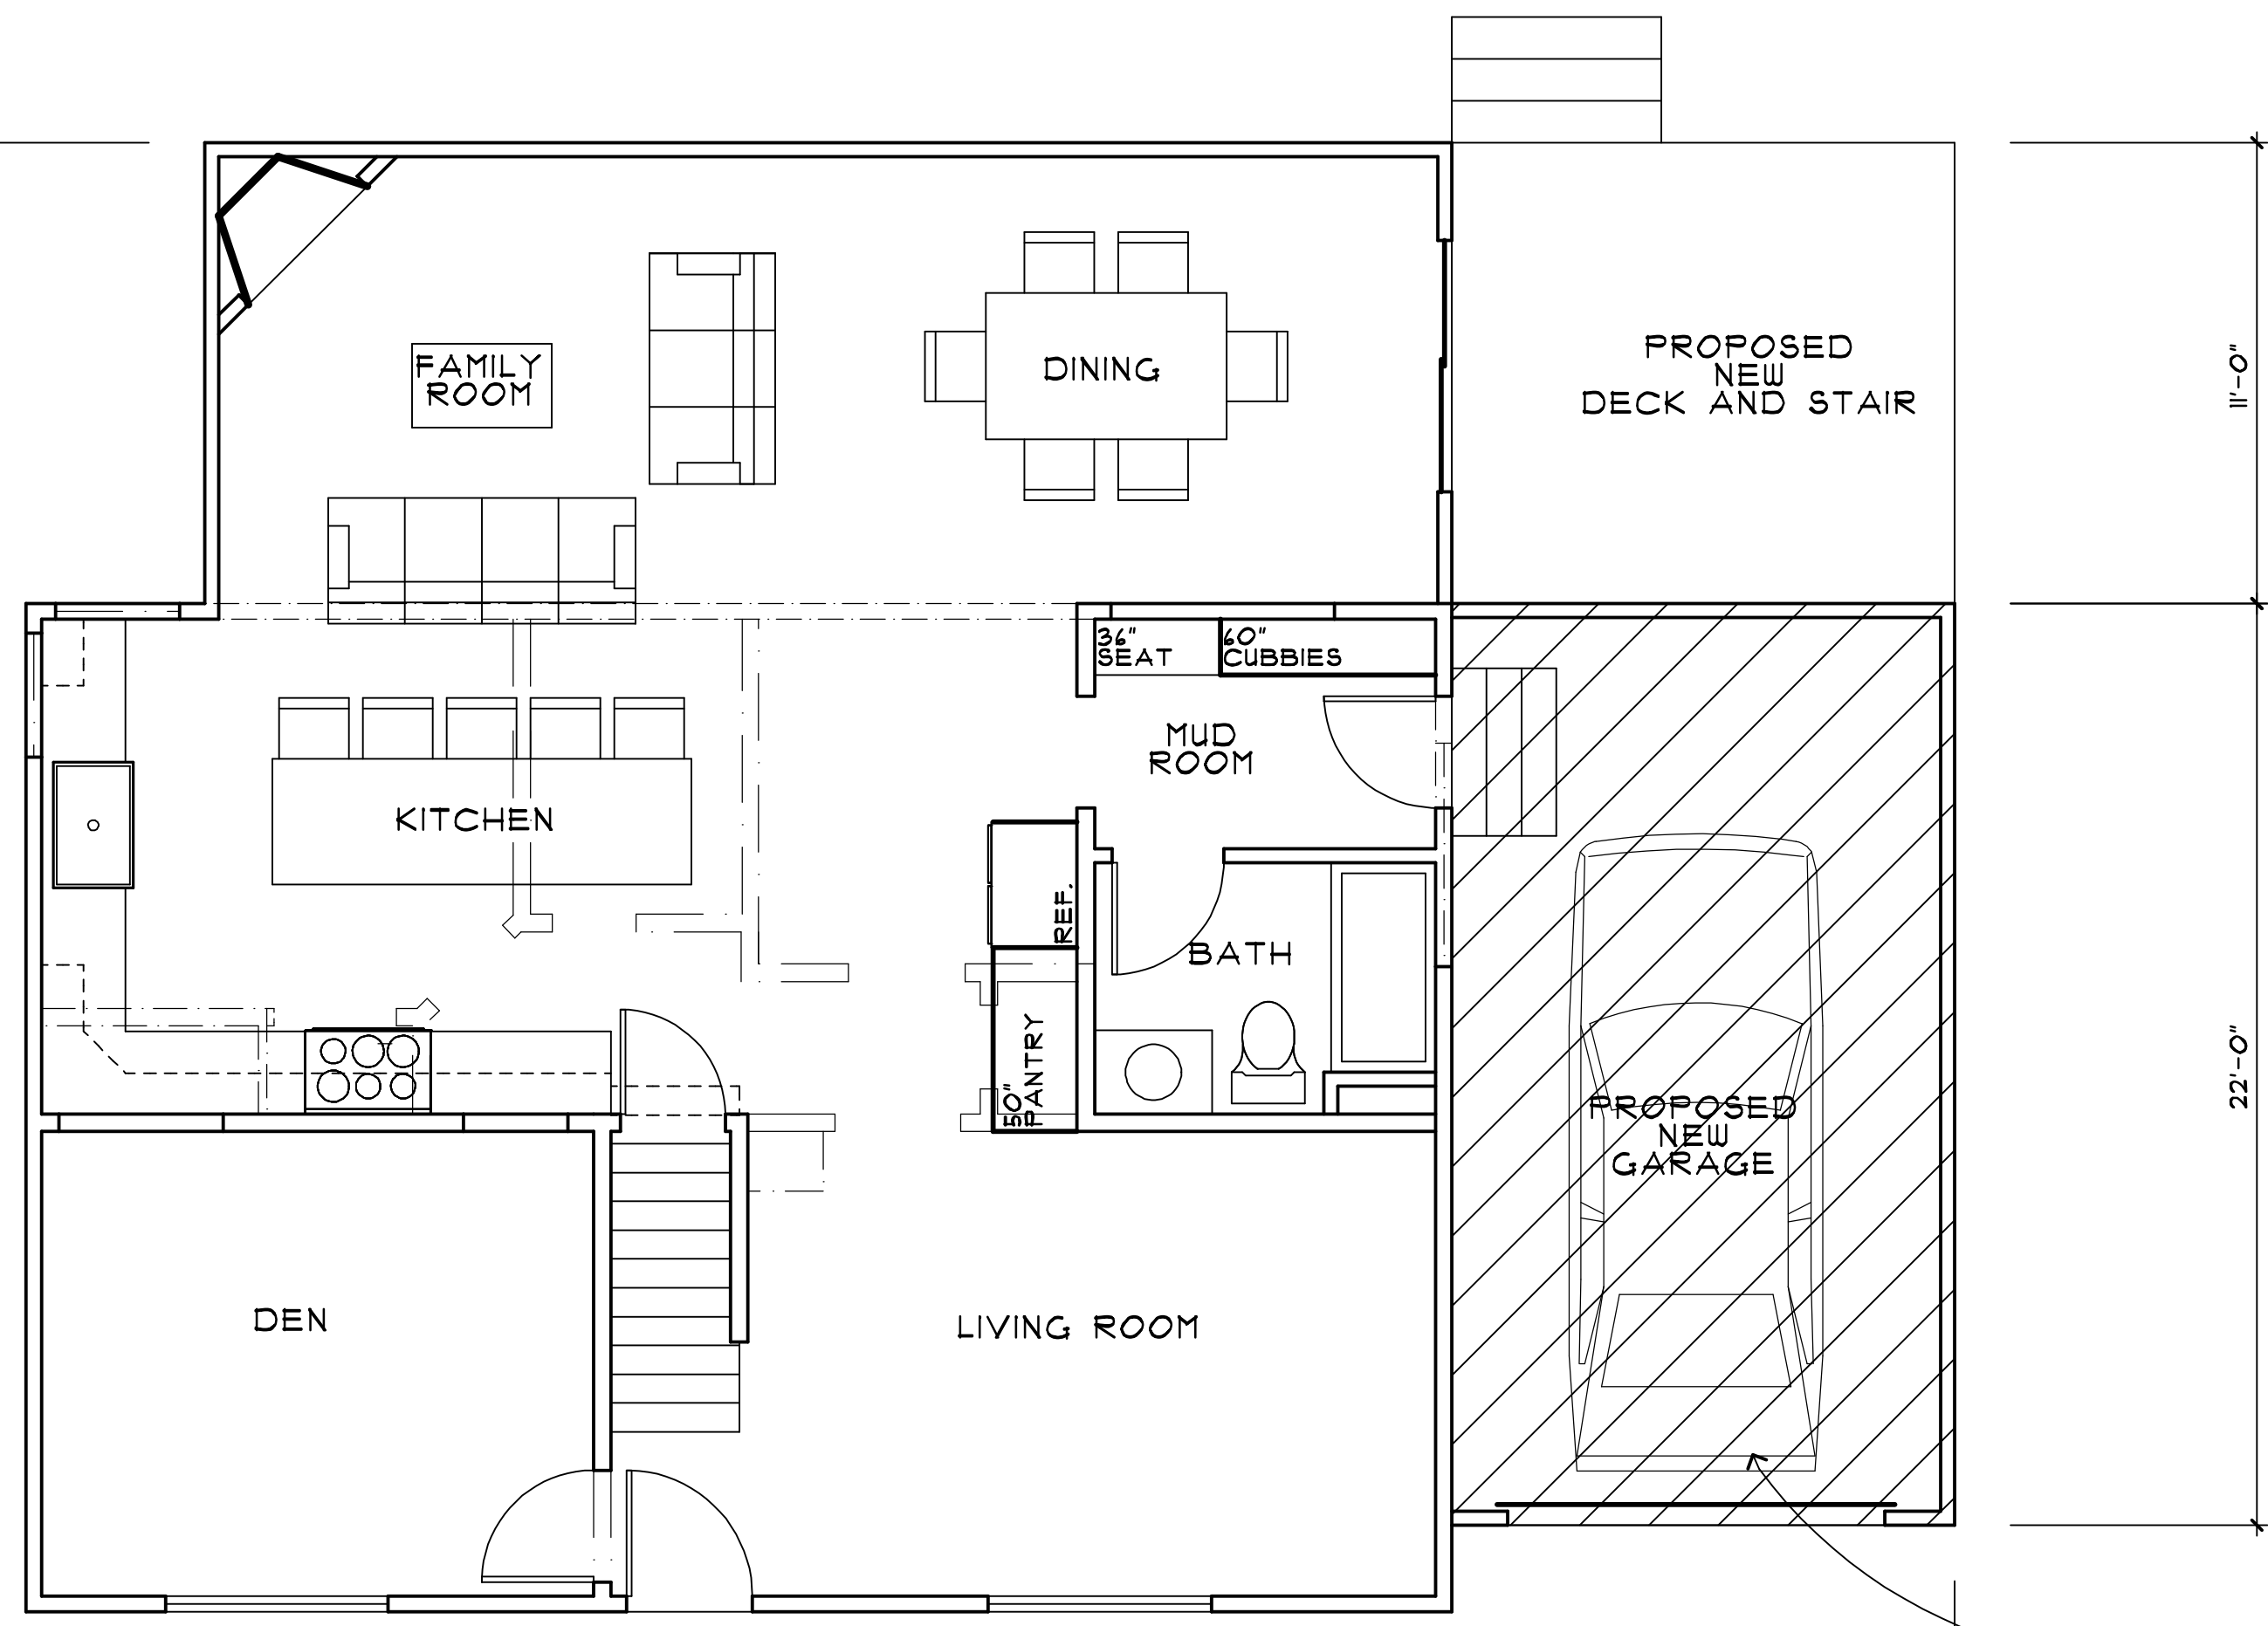 PROPOSED
NEW
DECK AND STAIR
11'-0"
FAMILY
ROOM
DINING
36"
SEAT
60"
CUBBIES
MUD
ROOM
KITCHEN
REF.
BATH
50"
PANTRY
22'-0"
PROPOSED
NEW
GARAGE
DEN
LIVING ROOM